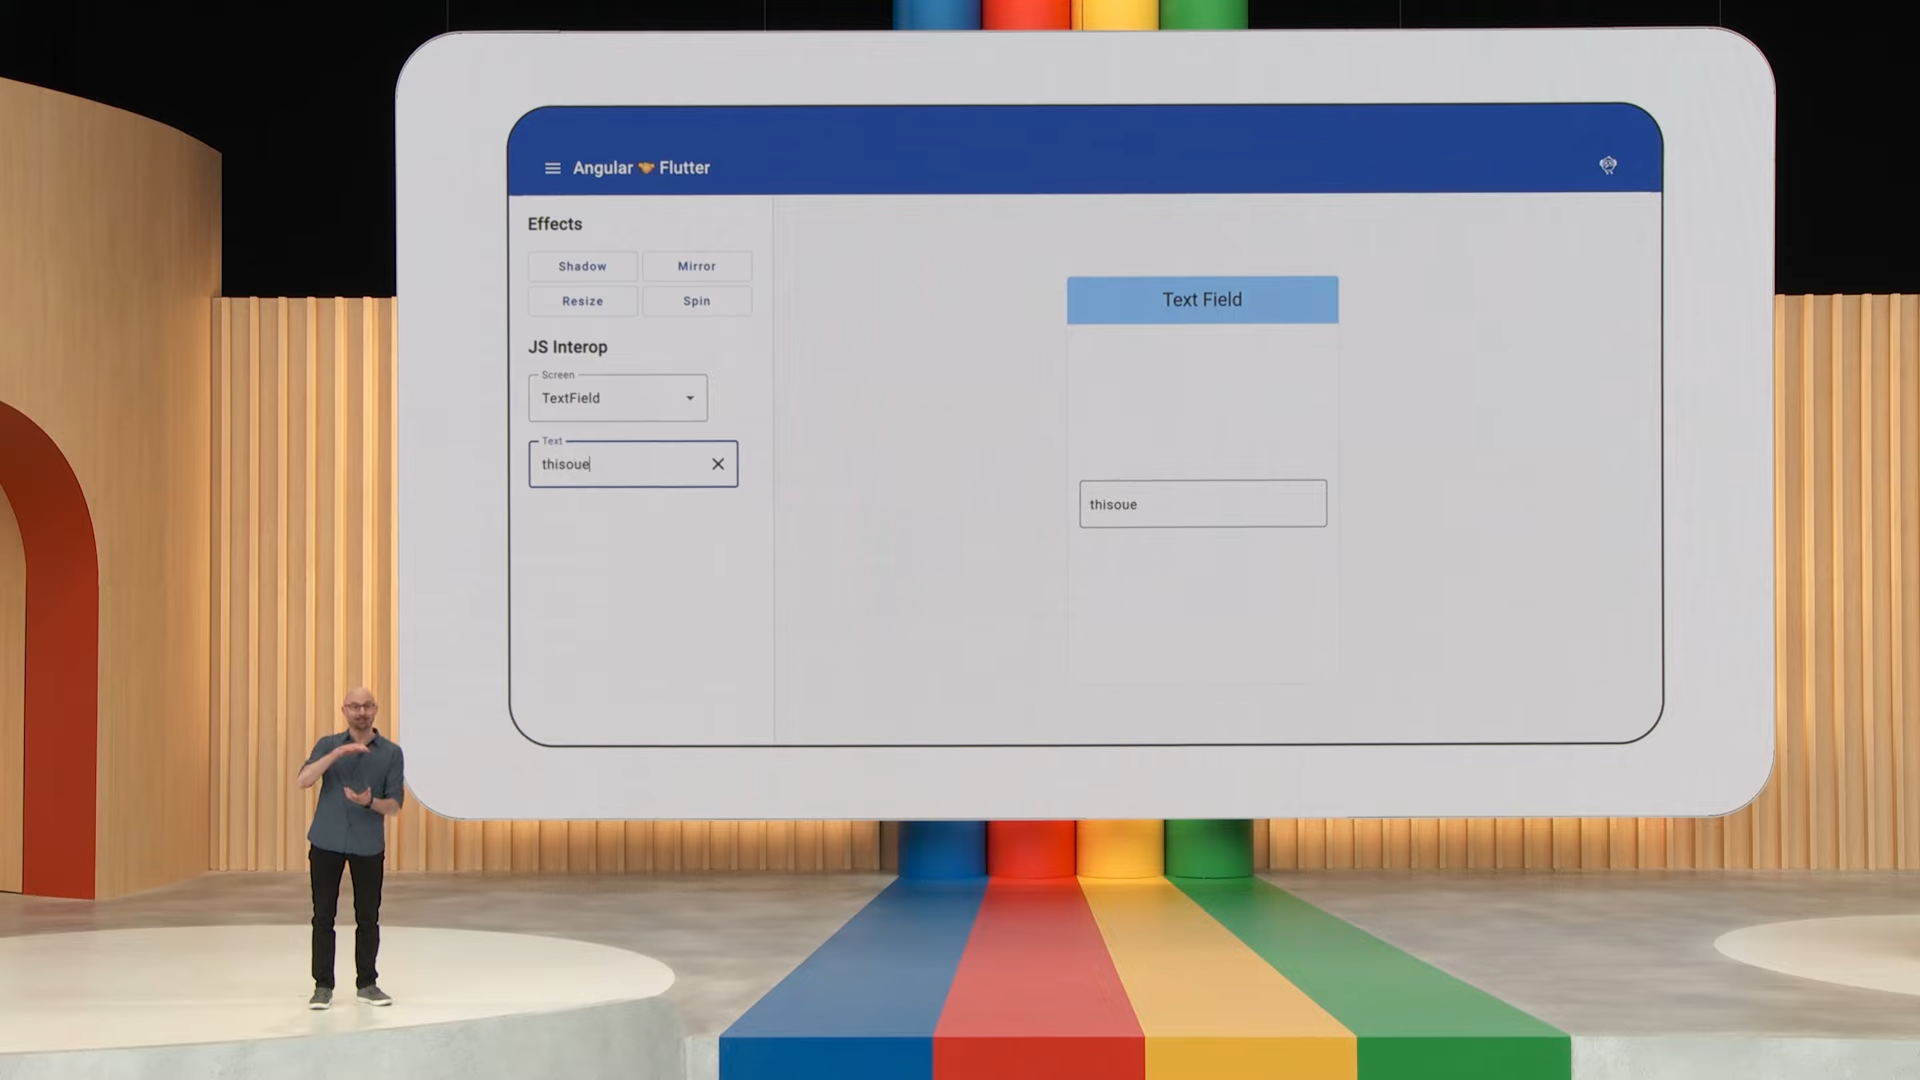 Angular 🤝 Flutter
Effects
Shadow
Mirror
Resize
Spin
JS Interop
Screen
TextField
Text
thisoue
Text Field
thisoue